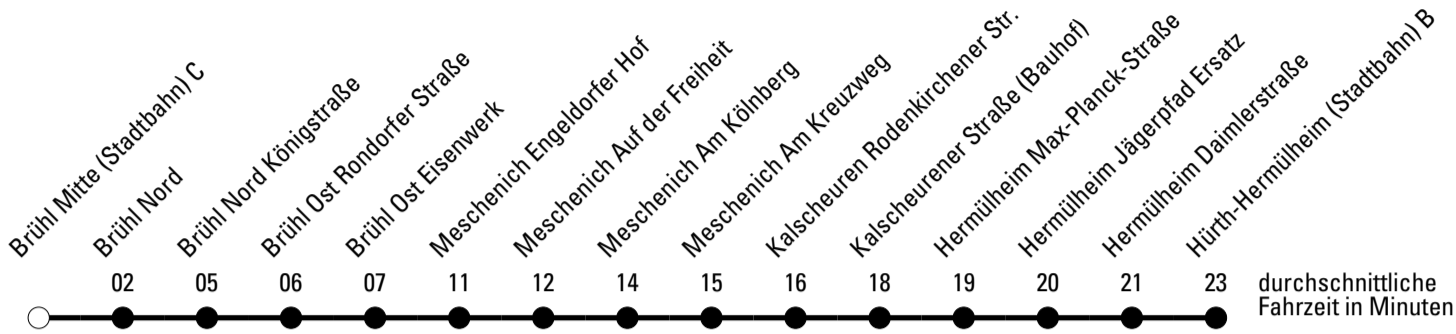 Brühl Mitte (Stadtbahn) C
Brühl Nord
Brühl Nord Königstraße
Brühl Ost Rondorfer Straße
Brühl Ost Eisenwerk
Meschenich Engeldorfer Hof
Meschenich Auf der Freiheit
Meschenich Am Kölnberg
Meschenich Am Kreuzweg
Kalscheuren Rodenkirchener Str.
Kalscheurener Straße (Bauhof)
Hermülheim Max- Planck-Straße
Hermülheim Jägerpfad Ersatz
Hermülheim Daimlerstraße
Hürth-Hermülheim (Stadtbahn) B
02 05 06 07 11 12 14 15 16 18 19 20 21 23
durchschnittliche
Fahrzeit in Minuten